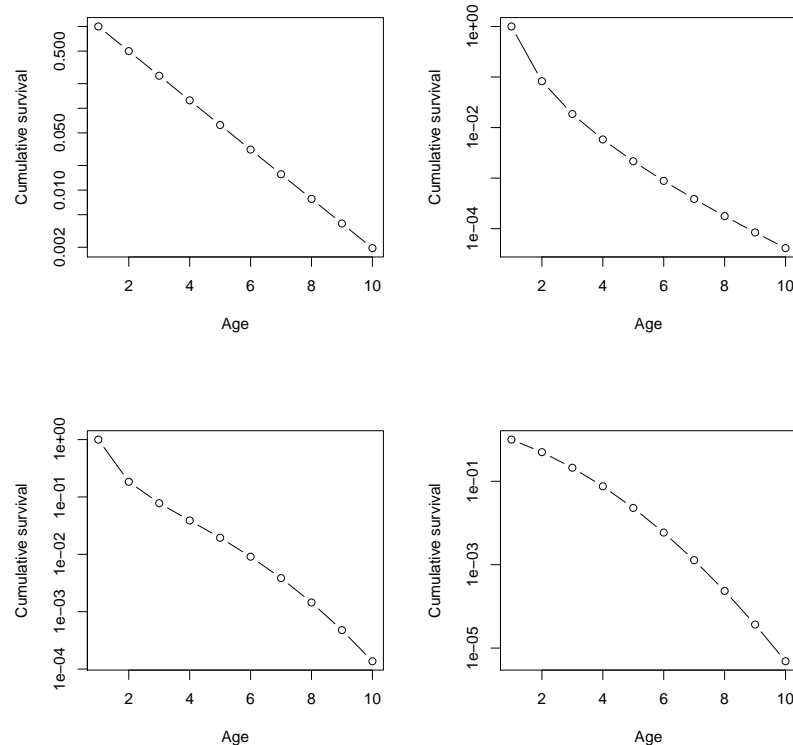 Cumulative survival
0.500
0.050
0.010
0.002
2 4 6 8 10
Age
Cumulative survival
1e+00
1e-02
1e-04
2 4 6 8 10
Age
Cumulative survival
1e+00
1e-01
1e-02
1e-03
1e-04
2 4 6 8 10
Age
Cumulative survival
1e-01
1e-03
1e-05
2 4 6 8 10
Age